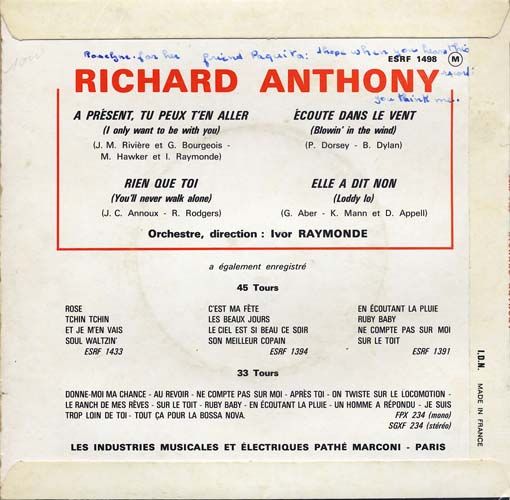 Roselyne. for her friend Paquita: I hope when you heard this
ESRF 1498 M
record:
RICHARD ANTHONY
you think me.
A PRÉSENT, TU PEUX T'EN ALLER
(I only want to be with you)
(J. M. Rivière et G. Bourgeois -
M. Hawker et I. Raymonde)
ÉCOUTE DANS LE VENT
(Blowin' in the wind)
(P. Dorsey - B. Dylan)
RIEN QUE TOI
(You'll never walk alone)
(J. C. Annoux - R. Rodgers)
ELLE A DIT NON
(Loddy lo)
(G. Aber - K. Mann et D. Appell)
Orchestre, direction : Ivor RAYMONDE
a également enregistré
45 Tours
ROSE
TCHIN TCHIN
ET JE M'EN VAIS
SOUL WALTZIN'
ESRF 1433
C'EST MA FÊTE
LES BEAUX JOURS
LE CIEL EST SI BEAU CE SOIR
SON MEILLEUR COPAIN
ESRF 1394
EN ÉCOUTANT LA PLUIE
RUBY BABY
NE COMPTE PAS SUR MOI
SUR LE TOIT
ESRF 1391
33 Tours
DONNE-MOI MA CHANCE - AU REVOIR - NE COMPTE PAS SUR MOI - APRÈS TOI - ON TWISTE SUR LE LOCOMOTION -
LE RANCH DE MES RÊVES - SUR LE TOIT - RUBY BABY - EN ÉCOUTANT LA PLUIE - UN HOMME A RÉPONDU - JE SUIS
TROP LOIN DE TOI - TOUT ÇA POUR LA BOSSA NOVA.
FPX 234 (mono)
SGXF 234 (stéréo)
LES INDUSTRIES MUSICALES ET ÉLECTRIQUES PATHÉ MARCONI - PARIS
I.D.N. MADE IN FRANCE